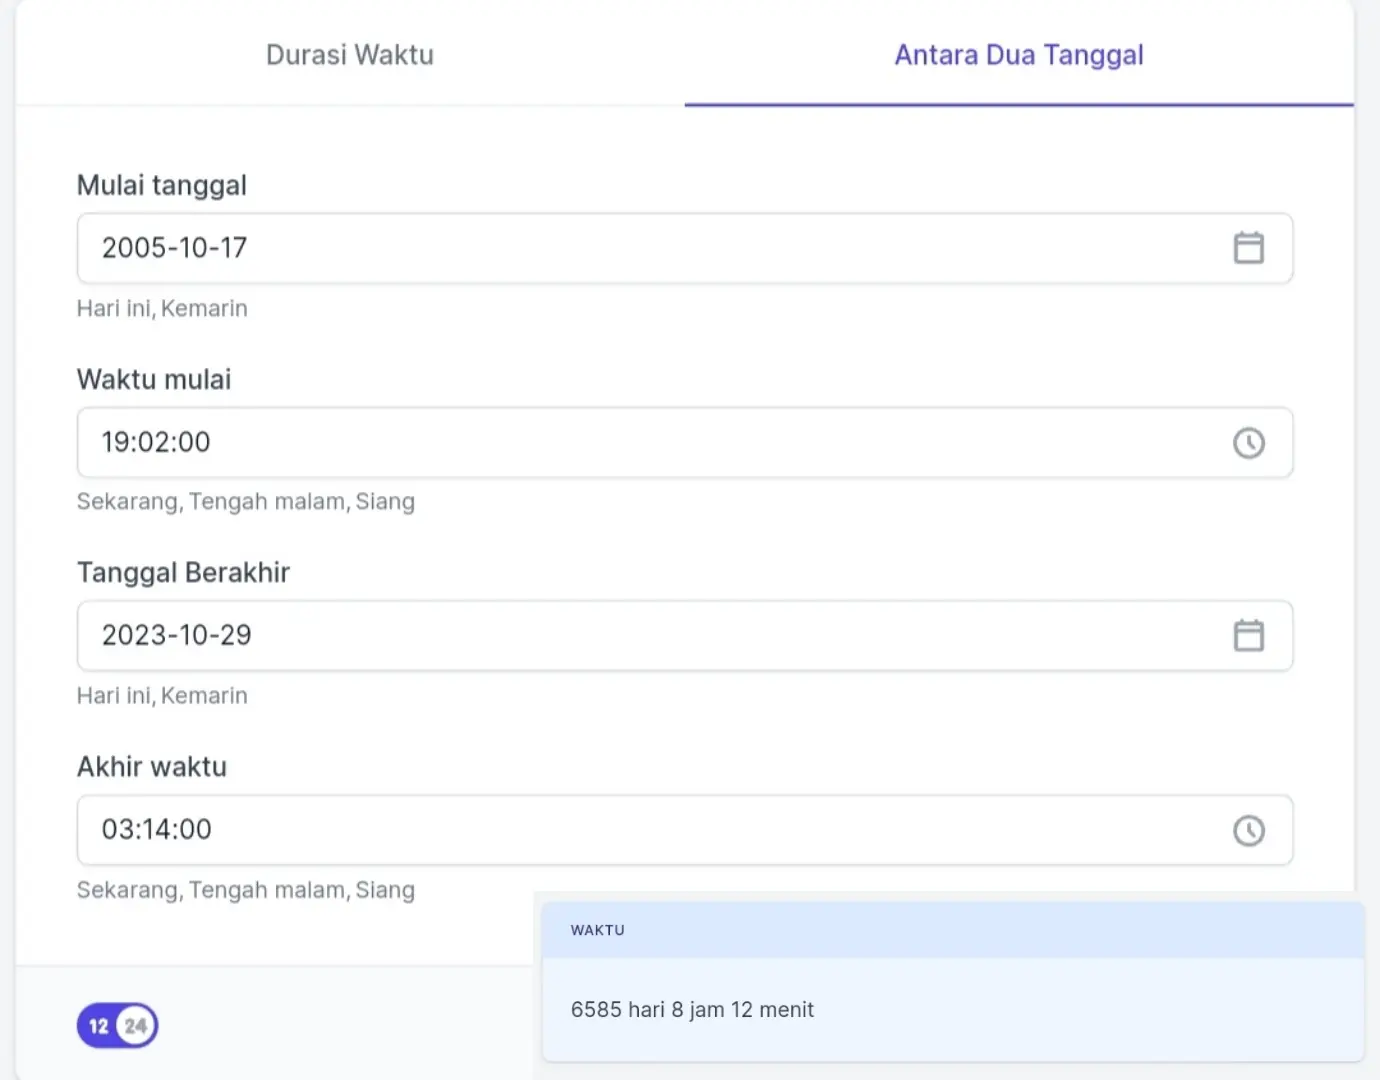 Durasi Waktu
Antara Dua Tanggal
Mulai tanggal
2005-10-17
Hari ini, Kemarin
Waktu mulai
19:02:00
Sekarang, Tengah malam, Siang
Tanggal Berakhir
2023-10-29
Hari ini, Kemarin
Akhir waktu
03:14:00
Sekarang, Tengah malam, Siang
WAKTU
6585 hari 8 jam 12 menit
12 24